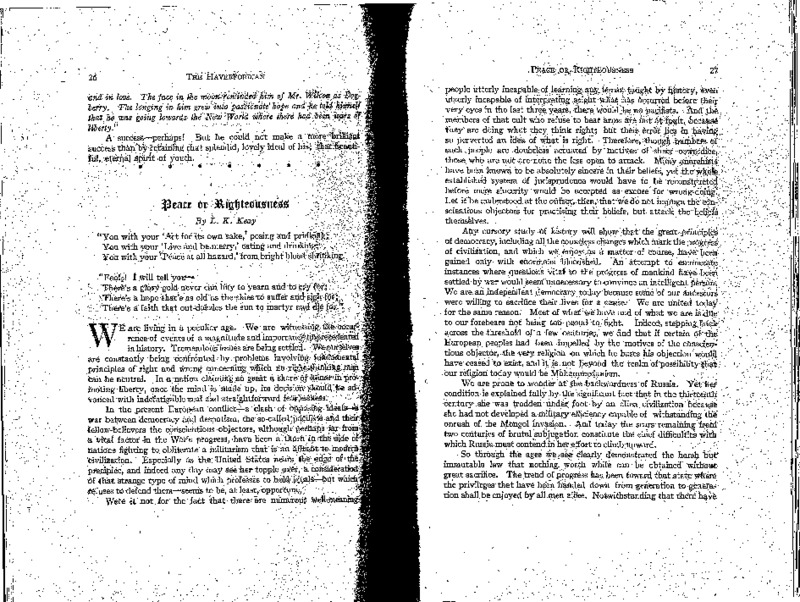 26 THE HAVERFORDIAN
and in love. The face in the moon reminded him of Mr. Wilcox as Dog-
berry. The longing in him grew into passionate hope and he told himself
that he was going towards the New World where there had been wars of
liberty."
A success—perhaps! But he could not make a more brilliant
success than by retaining that splendid, lovely ideal of his, that beauti-
ful, eternal spirit of youth.
Peace or Righteousness
By L. K. Keay
"You with your 'Art for its own sake,' posing and prinking;
You with your 'Live and be merry,' eating and drinking;
You with your 'Peace at all hazard,' from bright blood shrinking.
"Fools! I will tell you—
There's a glory gold never can buy to yearn and to cry for;
There's a hope that's as old as the skies to suffer and sigh for;
There's a faith that out-dazzles the sun to martyr and die for."
WE are living in a peculiar age. We are witnessing the occur-
rence of events of a magnitude and importance unprecedented
in history. Tremendous issues are being settled. We ourselves
are constantly being confronted by problems involving fundamental
principles of right and wrong concerning which no right-thinking man
can be neutral. In a nation claiming so great a share of honor in pro-
moting liberty, once the mind is made up, its decision should be ad-
vanced with indefatigable zeal and straightforward fearlessness.
In the present European conflict—a clash of opposing ideals—a
war between democracy and despotism, the so-called pacifists and their
fellow-believers the conscientious objectors, although perhaps far from
a vital factor in the War's progress, have been a thorn in the side of
nations fighting to obliterate a militarism that is an affront to modern
civilization. Especially as the United States nears the edge of the
precipice, and indeed any day may see her topple over, a consideration
of that strange type of mind which professes to hold ideals—but which
refuses to defend them—seems to be, at least, opportune.
Were it not for the fact that there are numerous well-meaning
PEACE OR RIGHTEOUSNESS 27
people utterly incapable of learning any lesson taught by history, even
utterly incapable of interpreting aright what has occurred before their
very eyes in the last three years, there would be no pacifists. And the
members of that cult who refuse to bear arms are not at fault, because
they are doing what they think right; but their error lies in having
so perverted an idea of what is right. Therefore, though numbers of
such people are doubtless actuated by motives of sheer cowardice,
those who are not are none the less open to attack. Many anarchists
have been known to be absolutely sincere in their beliefs, yet the whole
established system of jurisprudence would have to be reconstructed
before mere sincerity would be accepted as excuse for wrong-doing.
Let it be understood at the outset, then, that we do not impugn the con-
scientious objectors for practising their beliefs, but attack the beliefs
themselves.
Any cursory study of history will show that the great principles
of democracy, including all the countless changes which mark the progress
of civilization, and which we enjoy as a matter of course, have been
gained only with enormous bloodshed. An attempt to enumerate
instances where questions vital to the progress of mankind have been
settled by war would seem unnecessary to convince an intelligent person.
We are an independent democracy today because some of our ancestors
were willing to sacrifice their lives for a cause. We are united today
for the same reason. Most of what we have and of what we are is due
to our forebears not being too proud to fight. Indeed, stepping back
across the threshold of a few centuries, we find that if certain of the
European peoples had been impelled by the motives of the conscien-
tious objector, the very religion on which he bases his objection would
have ceased to exist, and it is not beyond the realm of possibility that
our religion today would be Mohammedanism.
We are prone to wonder at the backwardness of Russia. Yet her
condition is explained fully by the significant fact that in the thirteenth
century she was trodden under foot by an alien civilization because
she had not developed a military efficiency capable of withstanding the
onrush of the Mongol invasion. And today the scars remaining from
two centuries of brutal subjugation constitute the chief difficulties with
which Russia must contend in her effort to climb upward.
So through the ages we see clearly demonstrated the harsh but
immutable law that nothing worth while can be obtained without
great sacrifice. The trend of progress has been toward that state where
the privileges that have been handed down from generation to genera-
tion shall be enjoyed by all men alike. Notwithstanding that there have